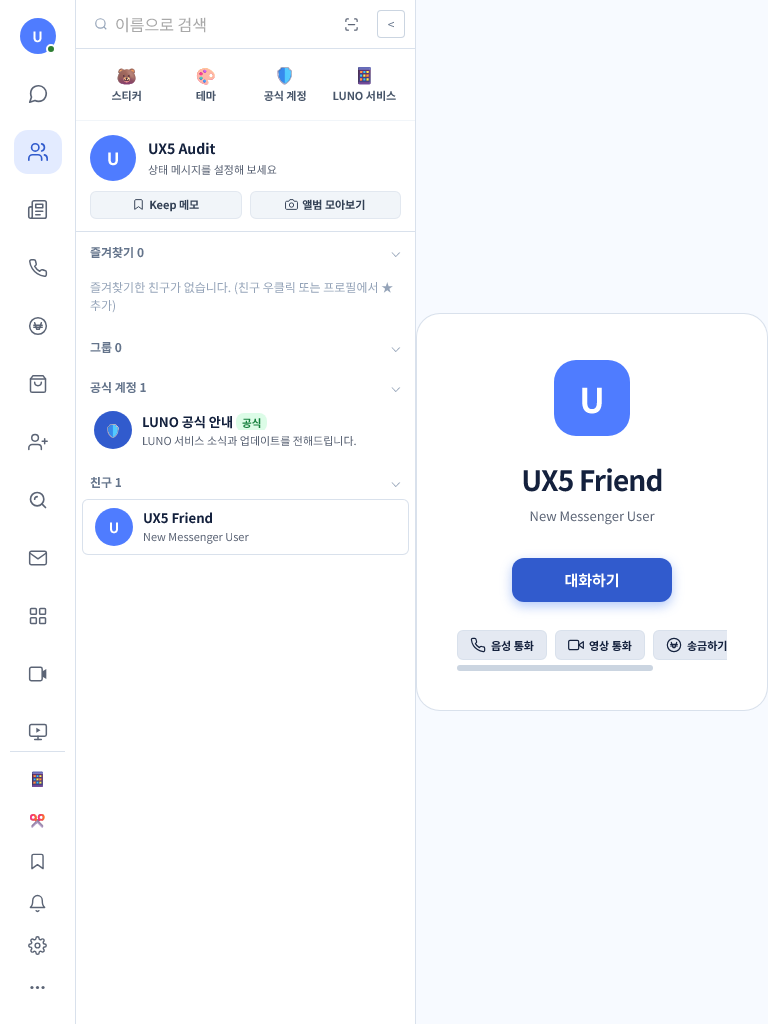 U
이름으로 검색
<
스티커
테마
공식 계정
LUNO 서비스
U
UX5 Audit
상태 메시지를 설정해 보세요
Keep 메모
앨범 모아보기
즐겨찾기 0
즐겨찾기한 친구가 없습니다. (친구 우클릭 또는 프로필에서 ★
추가)
그룹 0
공식 계정 1
LUNO 공식 안내 공식
LUNO 서비스 소식과 업데이트를 전해드립니다.
친구 1
U
UX5 Friend
New Messenger User
U
UX5 Friend
New Messenger User
대화하기
음성 통화
영상 통화
송금하기